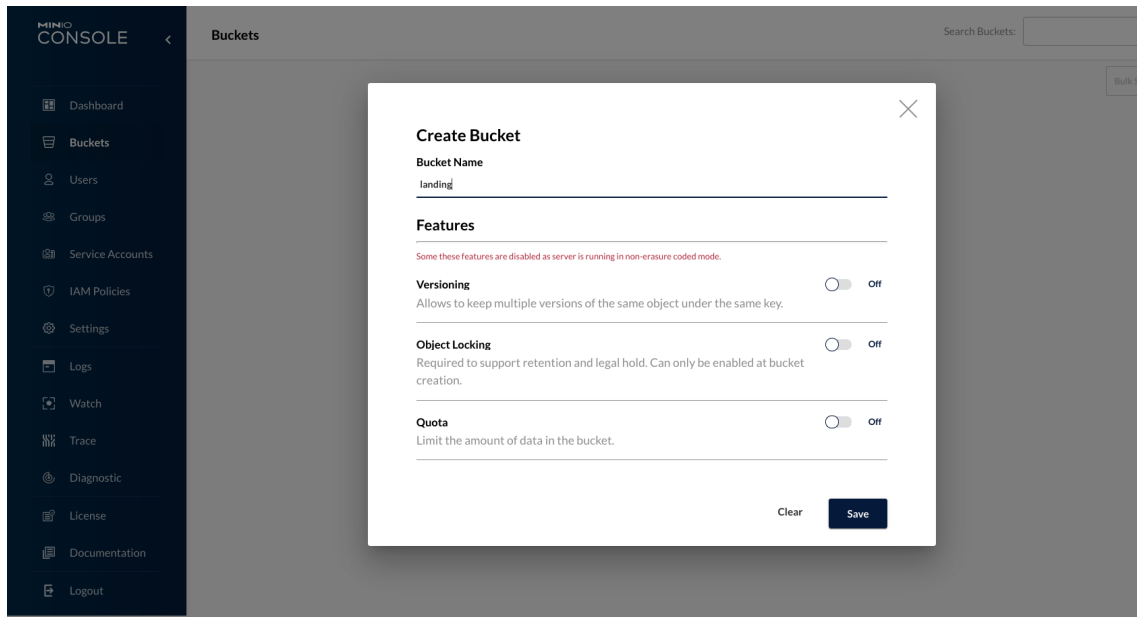 MINIO
CONSOLE
Buckets
Search Buckets:
Dashboard
Buckets
Users
Groups
Service Accounts
IAM Policies
Settings
Logs
Watch
Trace
Diagnostic
License
Documentation
Logout
Bulk
Create Bucket
Bucket Name
landing
Features
Some these features are disabled as server is running in non-erasure coded mode.
Versioning
Off
Allows to keep multiple versions of the same object under the same key.
Object Locking
Off
Required to support retention and legal hold. Can only be enabled at bucket
creation.
Quota
Off
Limit the amount of data in the bucket.
Clear
Save